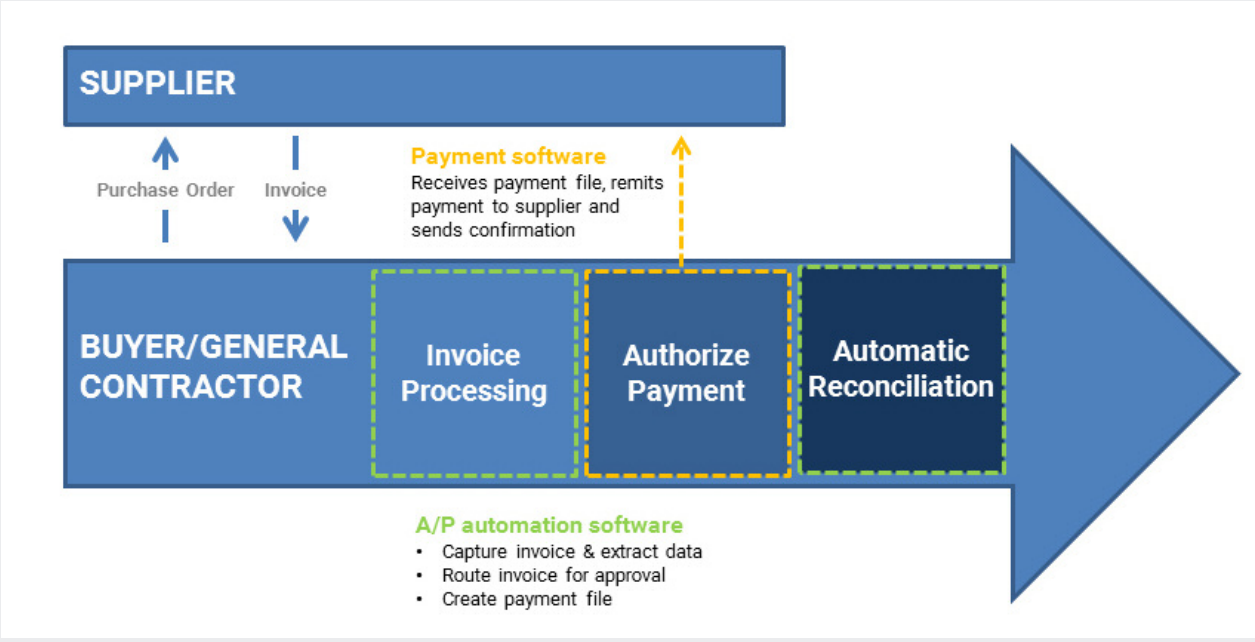 SUPPLIER
Purchase Order
Invoice
Payment software
Receives payment file, remits
payment to supplier and
sends confirmation
BUYER/GENERAL
CONTRACTOR
Invoice
Processing
Authorize
Payment
Automatic
Reconciliation
A/P automation software
• Capture invoice & extract data
• Route invoice for approval
• Create payment file